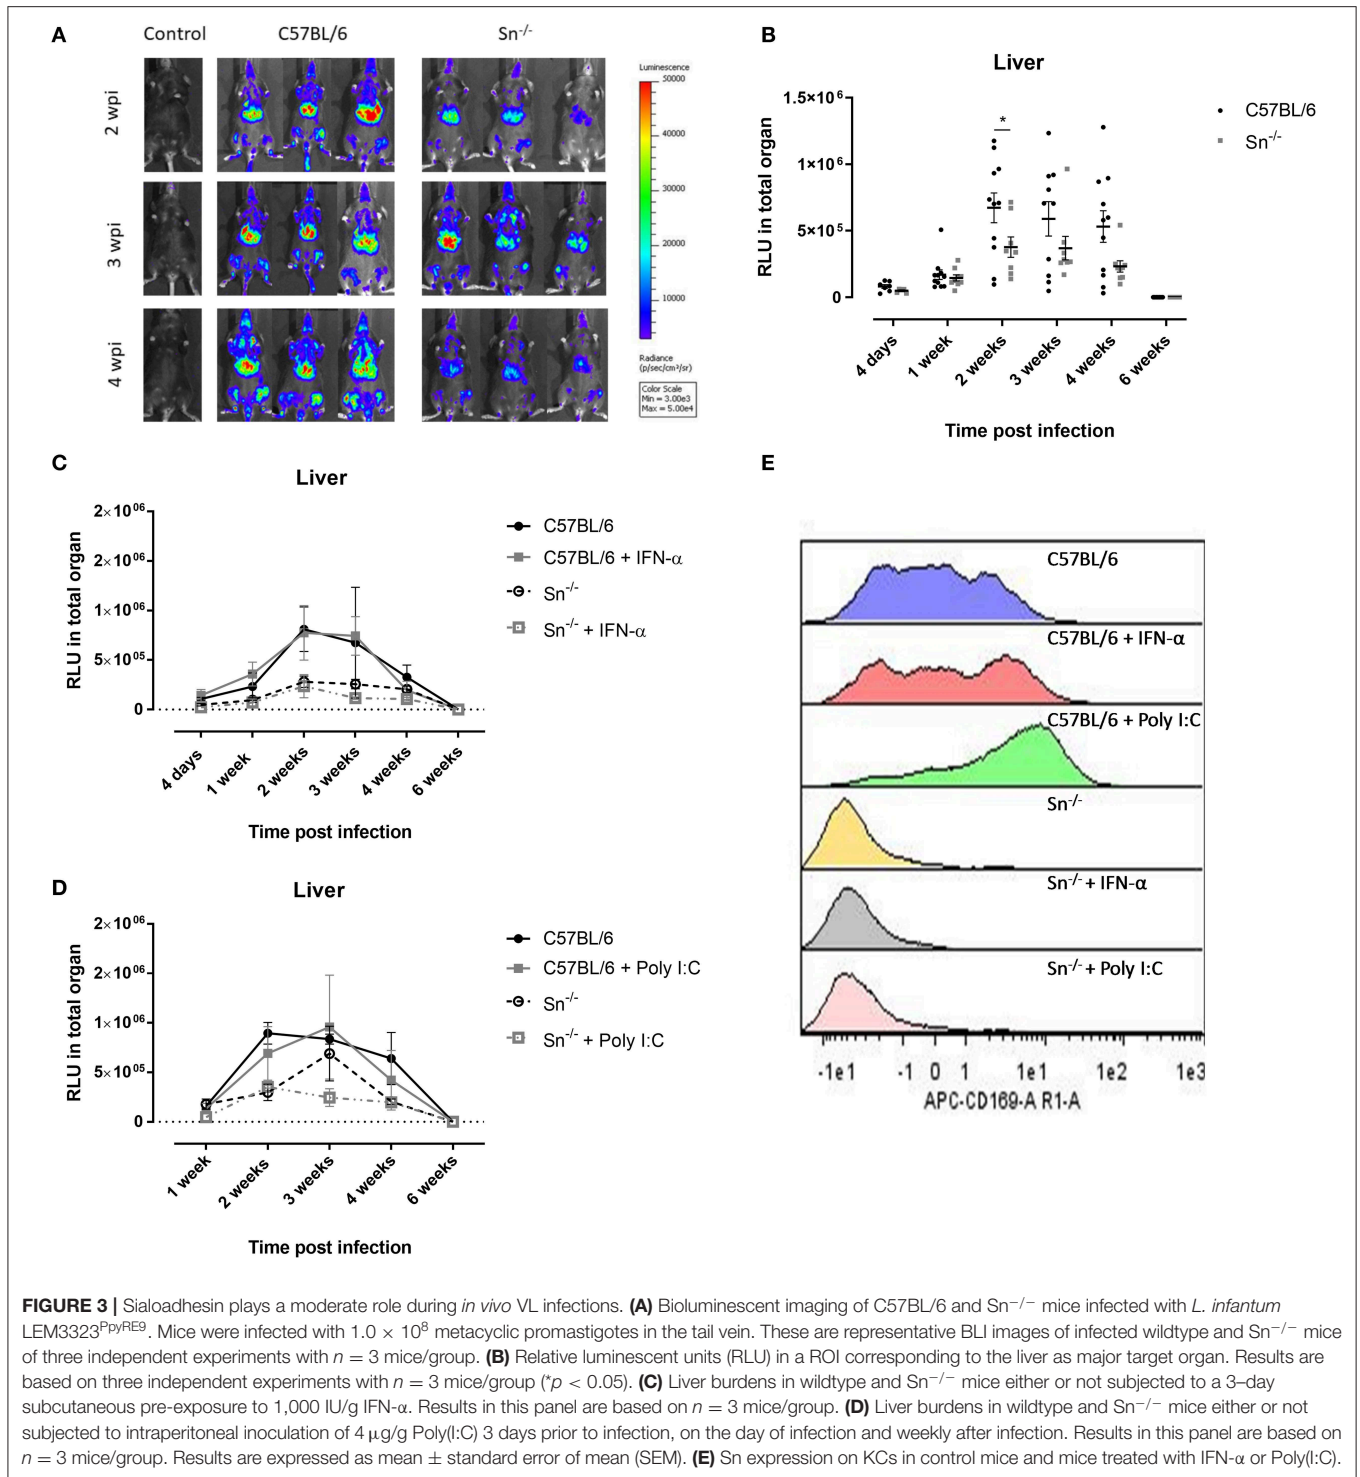 A
Control
C57BL/6
Sn-/-
2 wpi
3 wpi
4 wpi
Luminescence
50000
40000
30000
20000
10000
Radiance
(p/sec/cm²/sr)
Color Scale
Min = 3.00e3
Max = 5.00e4
B
Liver
RLU in total organ
1.5×10⁶
1×10⁶
5×10⁵
0
*
C57BL/6
Sn-/-
4 days
1 week
2 weeks
3 weeks
4 weeks
6 weeks
Time post infection
C
Liver
RLU in total organ
2×10⁰⁶
2×10⁰⁶
1×10⁰⁶
5×10⁰⁵
0
C57BL/6
C57BL/6 + IFN-α
Sn-/-
Sn-/- + IFN-α
4 days
1 week
2 weeks
3 weeks
4 weeks
6 weeks
Time post infection
D
Liver
RLU in total organ
2×10⁰⁶
2×10⁰⁶
1×10⁰⁶
5×10⁰⁵
0
C57BL/6
C57BL/6 + Poly I:C
Sn-/-
Sn-/- + Poly I:C
1 week
2 weeks
3 weeks
4 weeks
6 weeks
Time post infection
E
C57BL/6
C57BL/6 + IFN-α
C57BL/6 + Poly I:C
Sn-/-
Sn-/- + IFN-α
Sn-/- + Poly I:C
-1e1 -1 0 1 1e1 1e2 1e3
APC-CD169-A R1-A
FIGURE 3 | Sialoadhesin plays a moderate role during in vivo VL infections. (A) Bioluminescent imaging of C57BL/6 and Sn−/− mice infected with L. infantum
LEM3323PpyRE9. Mice were infected with 1.0 × 10⁸ metacyclic promastigotes in the tail vein. These are representative BLI images of infected wildtype and Sn−/− mice
of three independent experiments with n = 3 mice/group. (B) Relative luminescent units (RLU) in a ROI corresponding to the liver as major target organ. Results are
based on three independent experiments with n = 3 mice/group (*p < 0.05). (C) Liver burdens in wildtype and Sn−/− mice either or not subjected to a 3–day
subcutaneous pre-exposure to 1,000 IU/g IFN-α. Results in this panel are based on n = 3 mice/group. (D) Liver burdens in wildtype and Sn−/− mice either or not
subjected to intraperitoneal inoculation of 4 μg/g Poly(I:C) 3 days prior to infection, on the day of infection and weekly after infection. Results in this panel are based on
n = 3 mice/group. Results are expressed as mean ± standard error of mean (SEM). (E) Sn expression on KCs in control mice and mice treated with IFN-α or Poly(I:C).